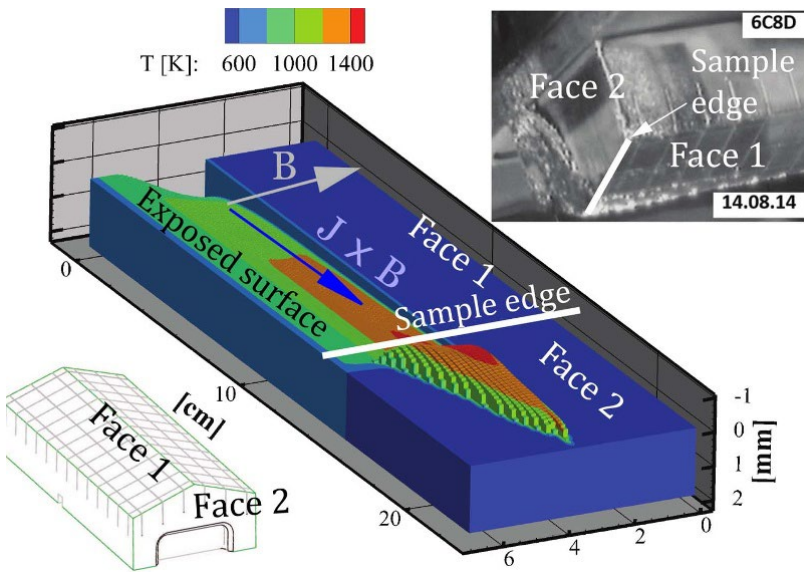 T [K]: 600 1000 1400
6C8D
Face 2
Sample
edge
Face 1
14.08.14
B
J x B
Exposed surface
Face 1
Sample edge
Face 2
0
10
20
[cm]
-1
0
1
2
[mm]
6
4
2
0
Face 1
Face 2